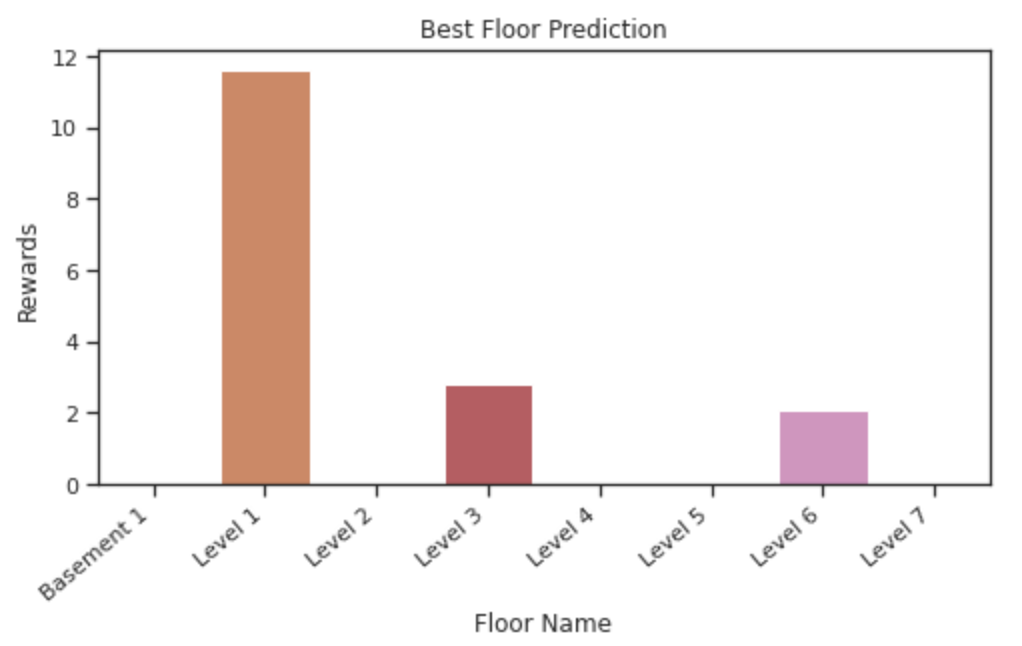 Best Floor Prediction
12
10
8
6
4
2
0
Rewards
Basement 1
Level 1
Level 2
Level 3
Level 4
Level 5
Level 6
Level 7
Floor Name